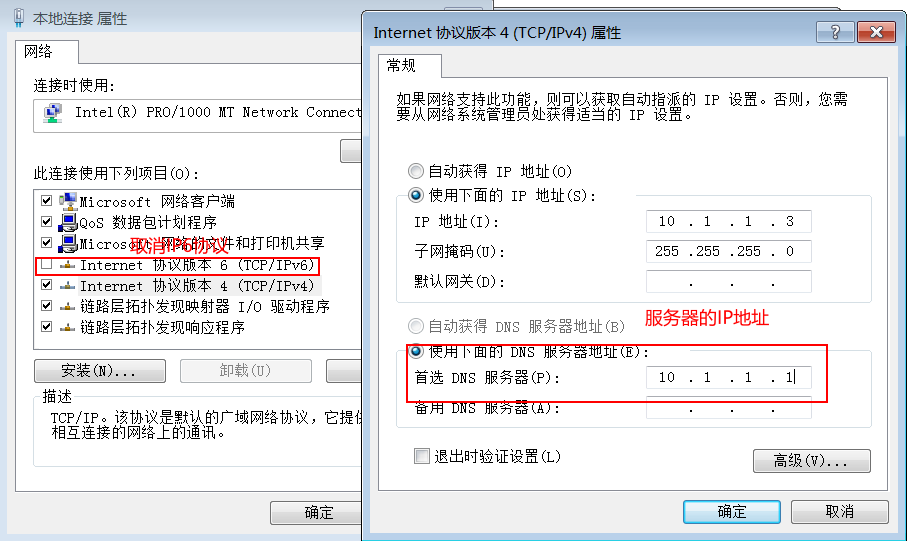 本地连接 属性
网络
连接时使用:
Intel(R) PRO/1000 MT Network Connect
此连接使用下列项目(O):
Microsoft 网络客户端
QoS 数据包计划程序
Microsoft 网络的文件和打印机共享
取消IP6协议
Internet 协议版本 6 (TCP/IPv6)
Internet 协议版本 4 (TCP/IPv4)
链路层拓扑发现映射器 I/O 驱动程序
链路层拓扑发现响应程序
安装(N)...
卸载(U)
描述
TCP/IP。该协议是默认的广域网络协议，它提供
相互连接的网络上的通讯。
确定
Internet 协议版本 4 (TCP/IPv4) 属性
常规
如果网络支持此功能，则可以获取自动指派的 IP 设置。否则，您需
要从网络系统管理员处获得适当的 IP 设置。
自动获得 IP 地址(O)
使用下面的 IP 地址(S):
IP 地址(I): 10 . 1 . 1 . 3
子网掩码(U): 255 .255 .255 . 0
默认网关(D): . . .
自动获得 DNS 服务器地址(B)
服务器的IP地址
使用下面的 DNS 服务器地址(E):
首选 DNS 服务器(P): 10 . 1 . 1 . 1
备用 DNS 服务器(A): . . .
退出时验证设置(L)
高级(V)...
确定
取消